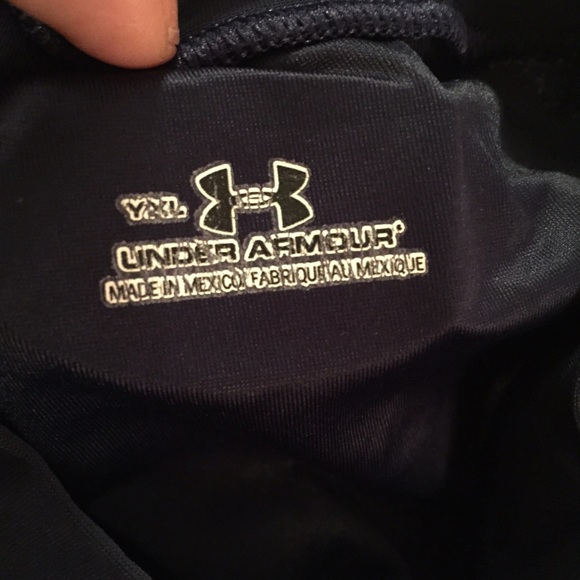 YXL
UNDER ARMOUR
MADE IN MEXICO FABRIQUE AU MEXIQUE